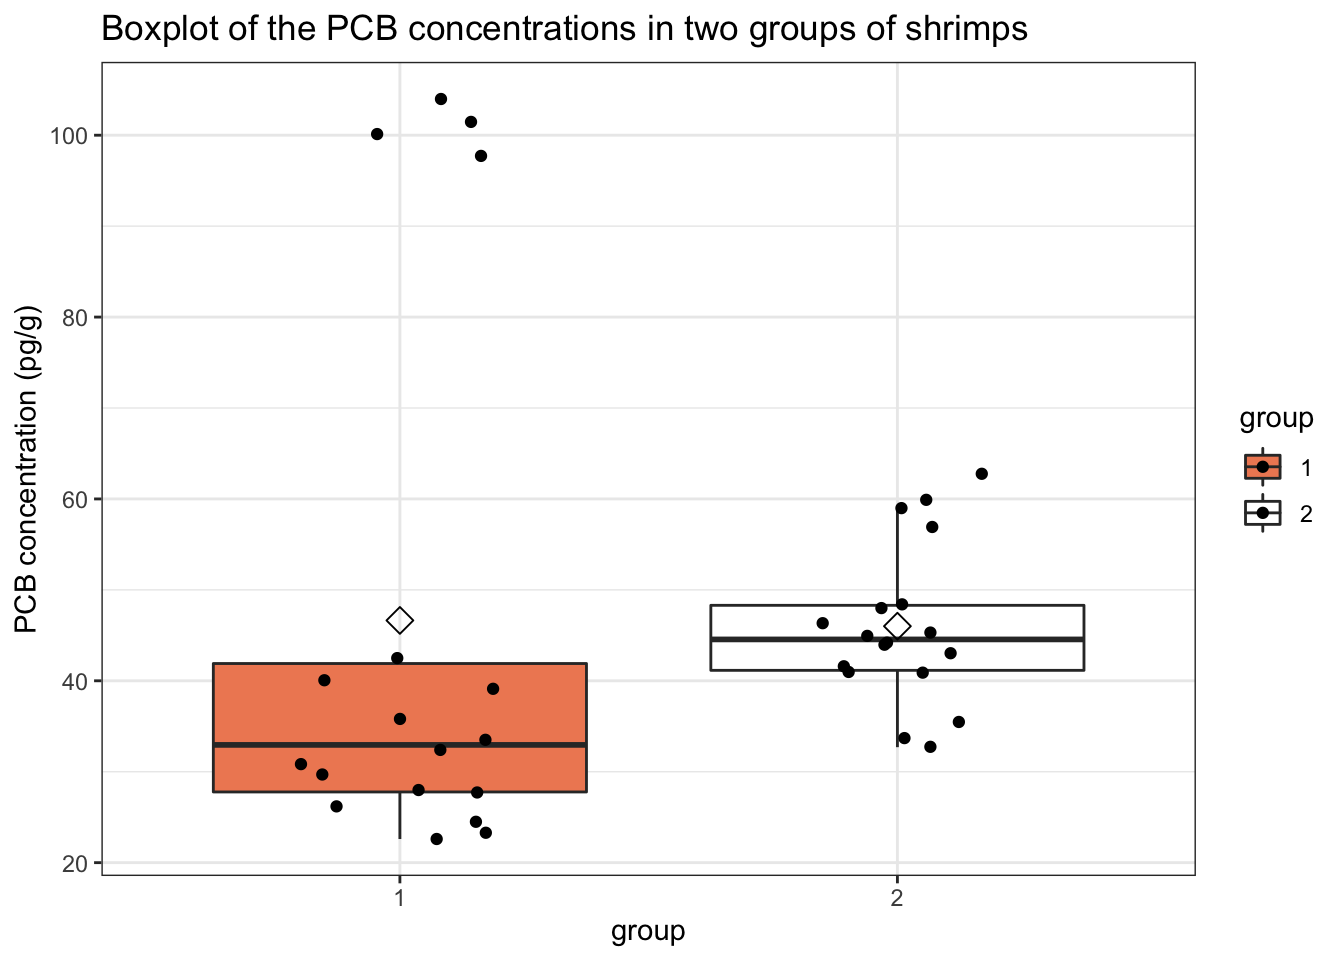 Boxplot of the PCB concentrations in two groups of shrimps
PCB concentration (pg/g)
100
80
60
40
20
1
2
group
group
1
2